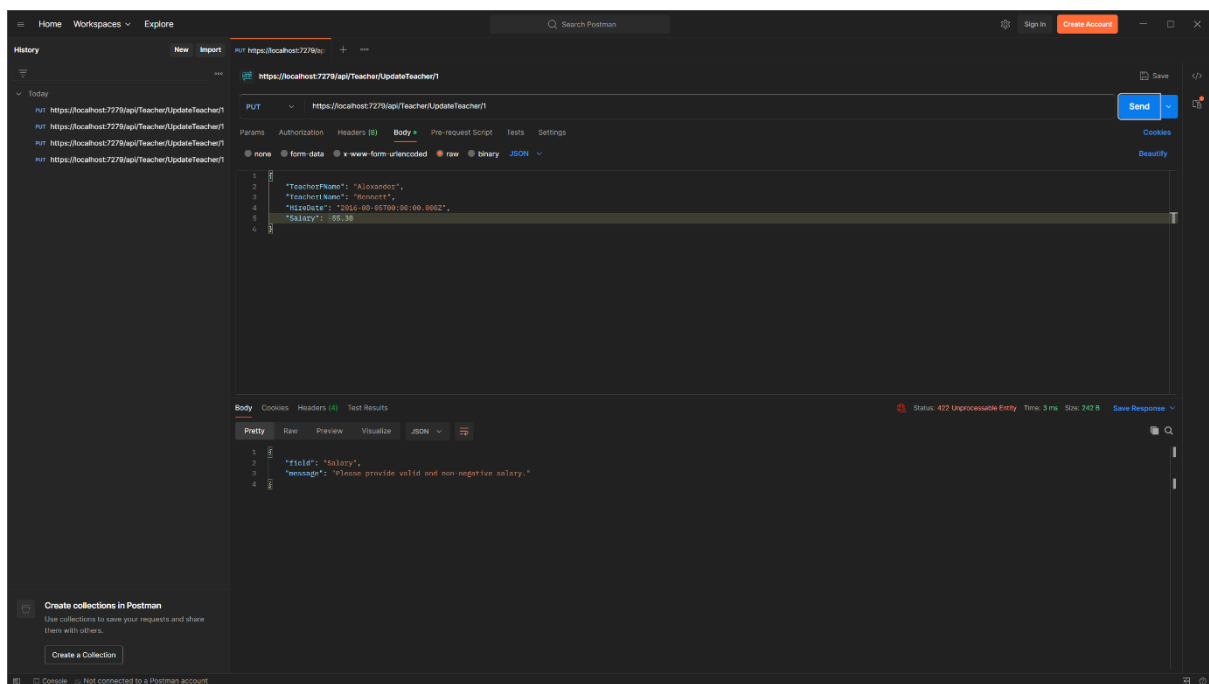 Home Workspaces Explore
Search Postman
Sign In Create Account
History New Import
PUT https://localhost:7279/ap
Today
PUT https://localhost:7279/api/Teacher/UpdateTeacher/1
PUT https://localhost:7279/api/Teacher/UpdateTeacher/1
PUT https://localhost:7279/api/Teacher/UpdateTeacher/1
PUT https://localhost:7279/api/Teacher/UpdateTeacher/1
Create collections in Postman
Use collections to save your requests and share
them with others.
Create a Collection
https://localhost:7279/api/Teacher/UpdateTeacher/1 Save
PUT https://localhost:7279/api/Teacher/UpdateTeacher/1 Send
Params Authorization Headers (8) Body Pre-request Script Tests Settings Cookies
none form-data x-www-form-urlencoded raw binary JSON Beautify
1 {
2 "TeacherFName": "Alexander",
3 "TeacherLName": "Bennett",
4 "HireDate": "2016-08-05T00:00:00.000Z",
5 "Salary": -55.30
6 }
Body Cookies Headers (4) Test Results Status: 422 Unprocessable Entity Time: 3 ms Size: 242 B Save Response
Pretty Raw Preview Visualize JSON
1 {
2 "field": "Salary",
3 "message": "Please provide valid and non-negative salary."
4 }
Console Not connected to a Postman account